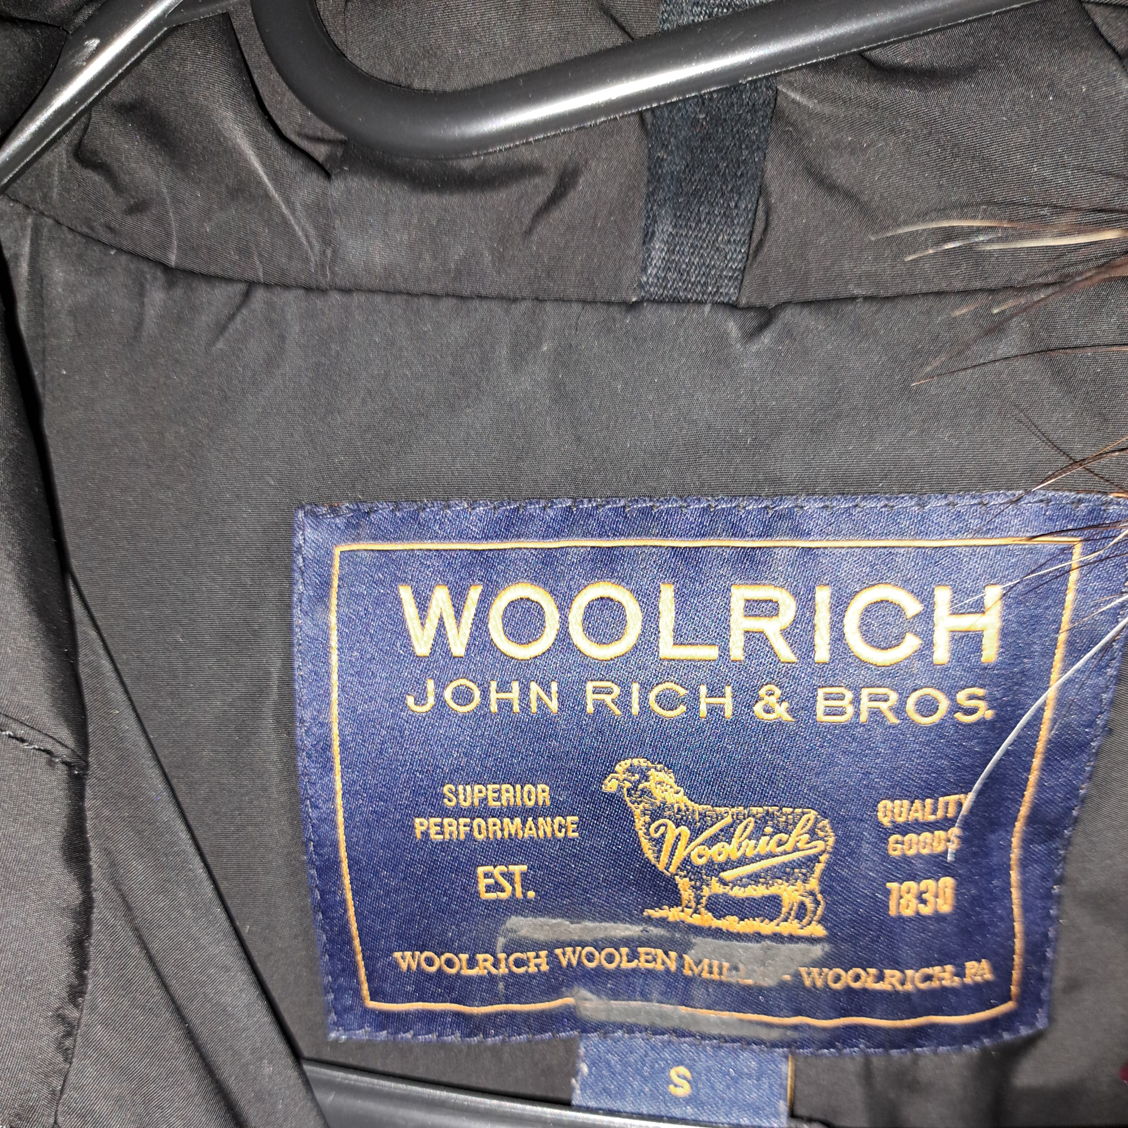 WOOLRICH
JOHN RICH & BROS.
SUPERIOR
PERFORMANCE
EST.
Woolrich
QUALITY
GOODS
1830
WOOLRICH WOOLEN - WOOLRICH, PA
S